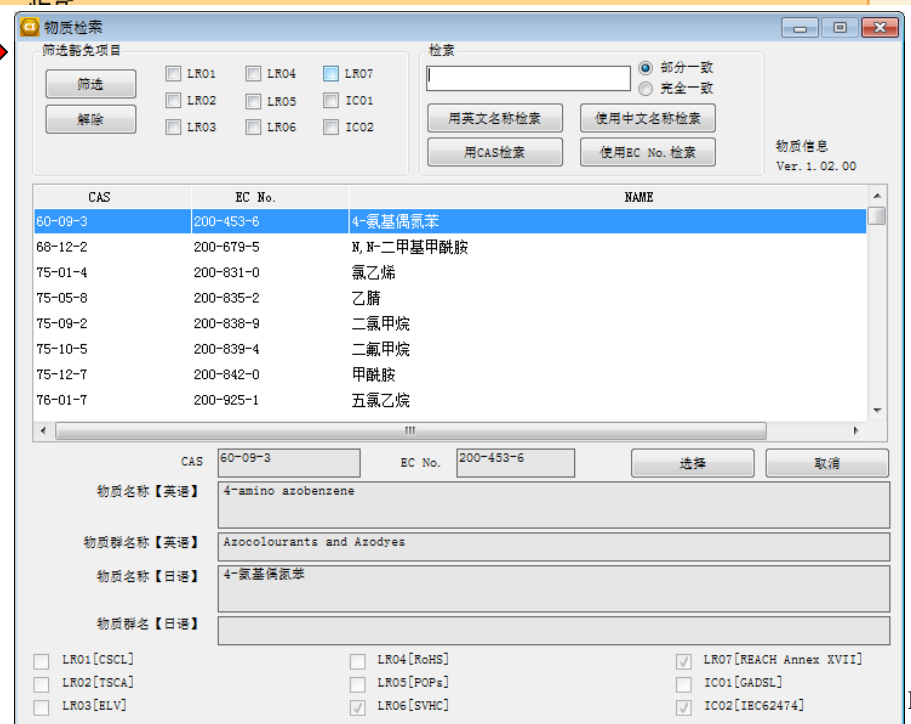 物质检索
筛选豁免项目
筛选
解除
LR01 LR04 LR07
LR02 LR05 IC01
LR03 LR06 IC02
检索
部分一致
完全一致
用英文名称检索 使用中文名称检索
用CAS检索 使用EC No.检索
物质信息
Ver.1.02.00
CAS EC No. NAME
60-09-3 200-453-6 4-氨基偶氮苯
68-12-2 200-679-5 N,N-二甲基甲酰胺
75-01-4 200-831-0 氯乙烯
75-05-8 200-835-2 乙腈
75-09-2 200-838-9 二氯甲烷
75-10-5 200-839-4 二氟甲烷
75-12-7 200-842-0 甲酰胺
76-01-7 200-925-1 五氯乙烷
CAS 60-09-3 EC No. 200-453-6 选择 取消
物质名称【英语】 4-amino azobenzene
物质群名称【英语】 Azocolourants and Azodyes
物质名称【日语】 4-氨基偶氮苯
物质群名【日语】
LR01[CSCL] LR04[RoHS] LR07[REACH Annex XVII]
LR02[TSCA] LR05[POPs] IC01[GADSL]
LR03[ELV] LR06[SVHC] IC02[IEC62474]